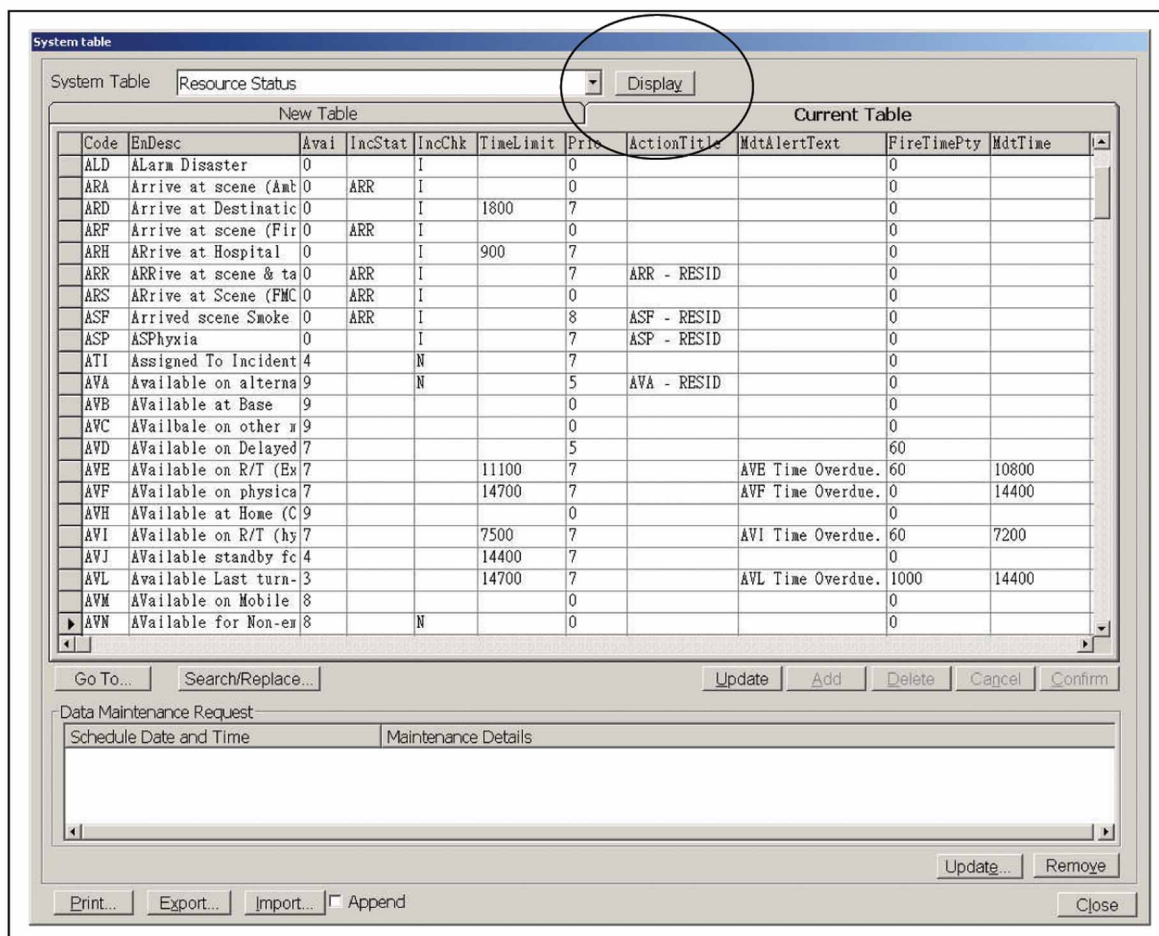 System table
System Table Resource Status Display
New Table Current Table
Code EnDesc Avai IncStat IncChk TimeLimit Prio ActionTitle MdtAlertText FireTimePty MdtTime
ALD ALarm Disaster 0 I 0 0
ARA Arrive at scene (Amb 0 ARR I 0 0
ARD Arrive at Destinatic 0 I 1800 7 0
ARF Arrive at scene (Fir 0 ARR I 0 0
ARH ARrive at Hospital 0 I 900 7 0
ARR ARRive at scene & ta 0 ARR I 7 ARR - RESID 0
ARS ARrive at Scene (FMC 0 ARR I 0 0
ASF Arrived scene Smoke 0 ARR I 8 ASF - RESID 0
ASP ASPhyxia 0 I 7 ASP - RESID 0
ATI Assigned To Incident 4 N 7 0
AVA Available on alterna 9 N 5 AVA - RESID 0
AVB AVailable at Base 9 0 0
AVC AVailbale on other 9 0 0
AVD AVailable on Delayed 7 5 60
AVE AVailable on R/T (Ex 7 11100 7 AVE Time Overdue. 60 10800
AVF AVailable on physica 7 14700 7 AVF Time Overdue. 0 14400
AVH AVailable at Home (C 9 0 0
AVI AVailable on R/T (hy 7 7500 7 AVI Time Overdue. 60 7200
AVJ AVailable standby fc 4 14400 7 0
AVL Available Last turn- 3 14700 7 AVL Time Overdue. 1000 14400
AVM AVailable on Mobile 8 0 0
AVN AVailable for Non-em 8 N 0 0
Go To... Search/Replace... Update Add Delete Cancel Confirm
Data Maintenance Request
Schedule Date and Time Maintenance Details
Update... Remove
Print... Export... Import... Append Close